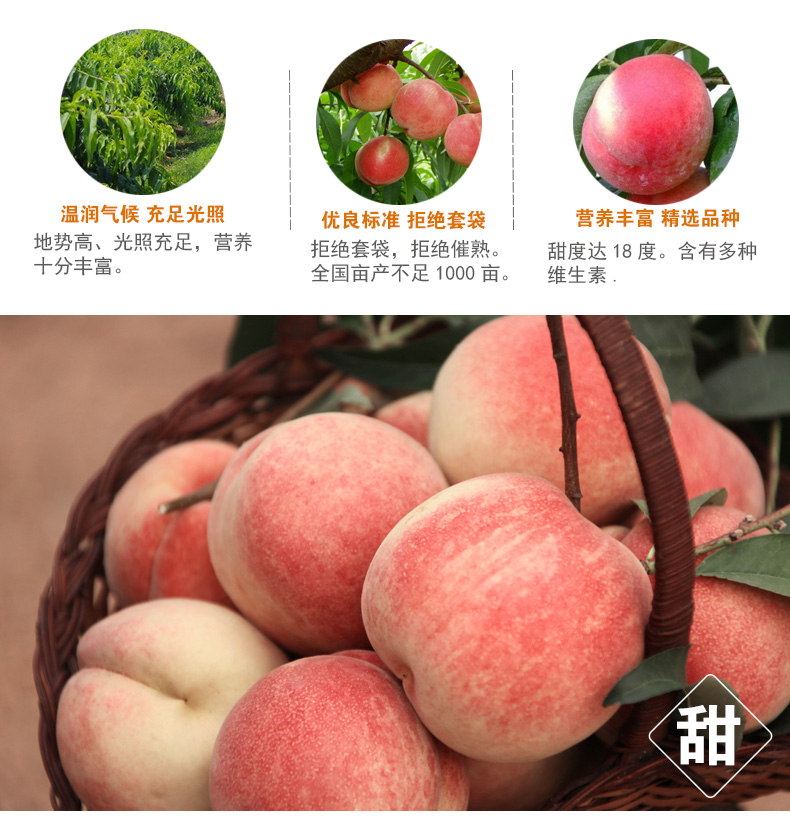 温润气候 充足光照
地势高、光照充足，营养
十分丰富。
优良标准 拒绝套袋
拒绝套袋，拒绝催熟。
全国亩产不足 1000 亩。
营养丰富 精选品种
甜度达 18 度。含有多种
维生素 .
甜